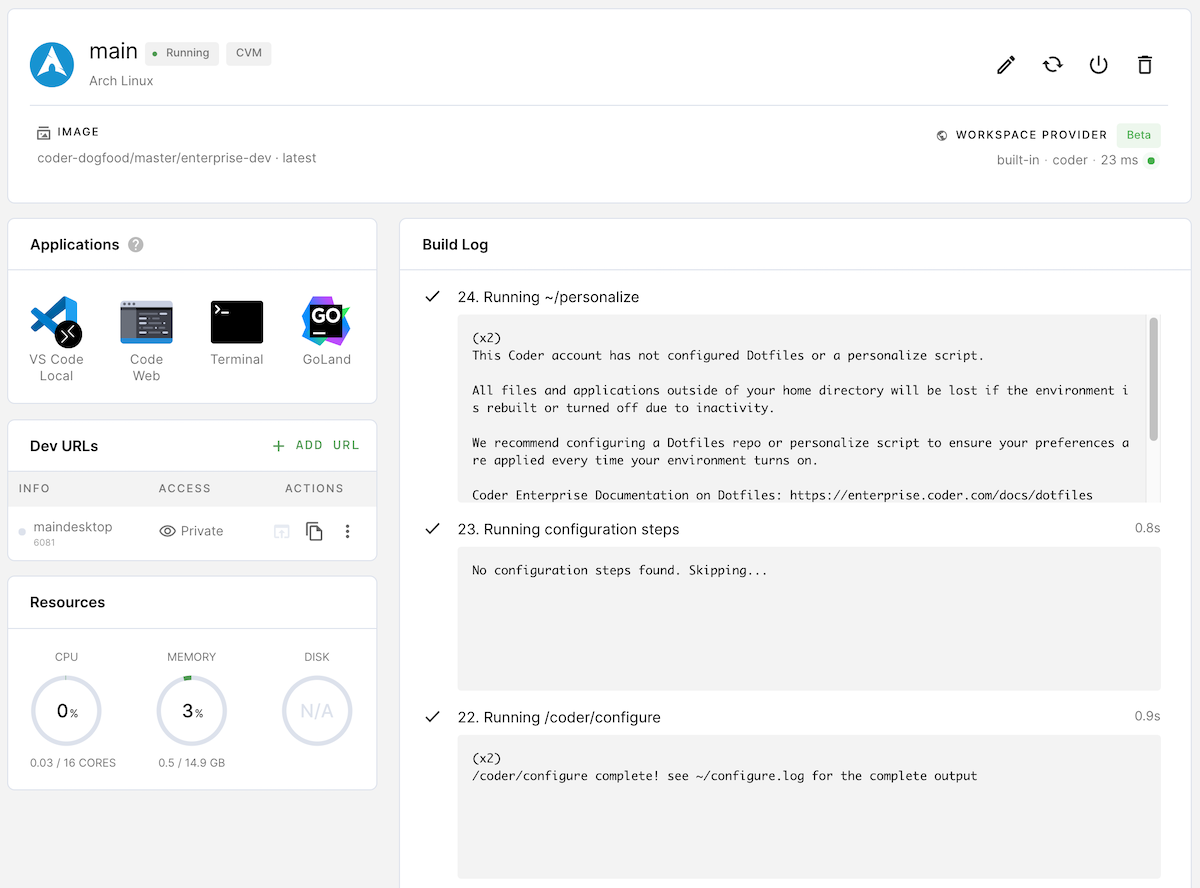 main
Running
CVM
Arch Linux
IMAGE
coder-dogfood/master/enterprise-dev · latest
WORKSPACE PROVIDER
Beta
built-in · coder · 23 ms
Applications
?
VS Code
Local
Code
Web
Terminal
GO
GoLand
Dev URLs
+ ADD URL
INFO
ACCESS
ACTIONS
maindesktop
6081
Private
Resources
CPU
MEMORY
DISK
0%
3%
N/A
0.03 / 16 CORES
0.5 / 14.9 GB
Build Log
24. Running ~/personalize
(x2)
This Coder account has not configured Dotfiles or a personalize script.
All files and applications outside of your home directory will be lost if the environment i
s rebuilt or turned off due to inactivity.
We recommend configuring a Dotfiles repo or personalize script to ensure your preferences a
re applied every time your environment turns on.
Coder Enterprise Documentation on Dotfiles: https://enterprise.coder.com/docs/dotfiles
23. Running configuration steps
0.8s
No configuration steps found. Skipping...
22. Running /coder/configure
0.9s
(x2)
/coder/configure complete! see ~/configure.log for the complete output